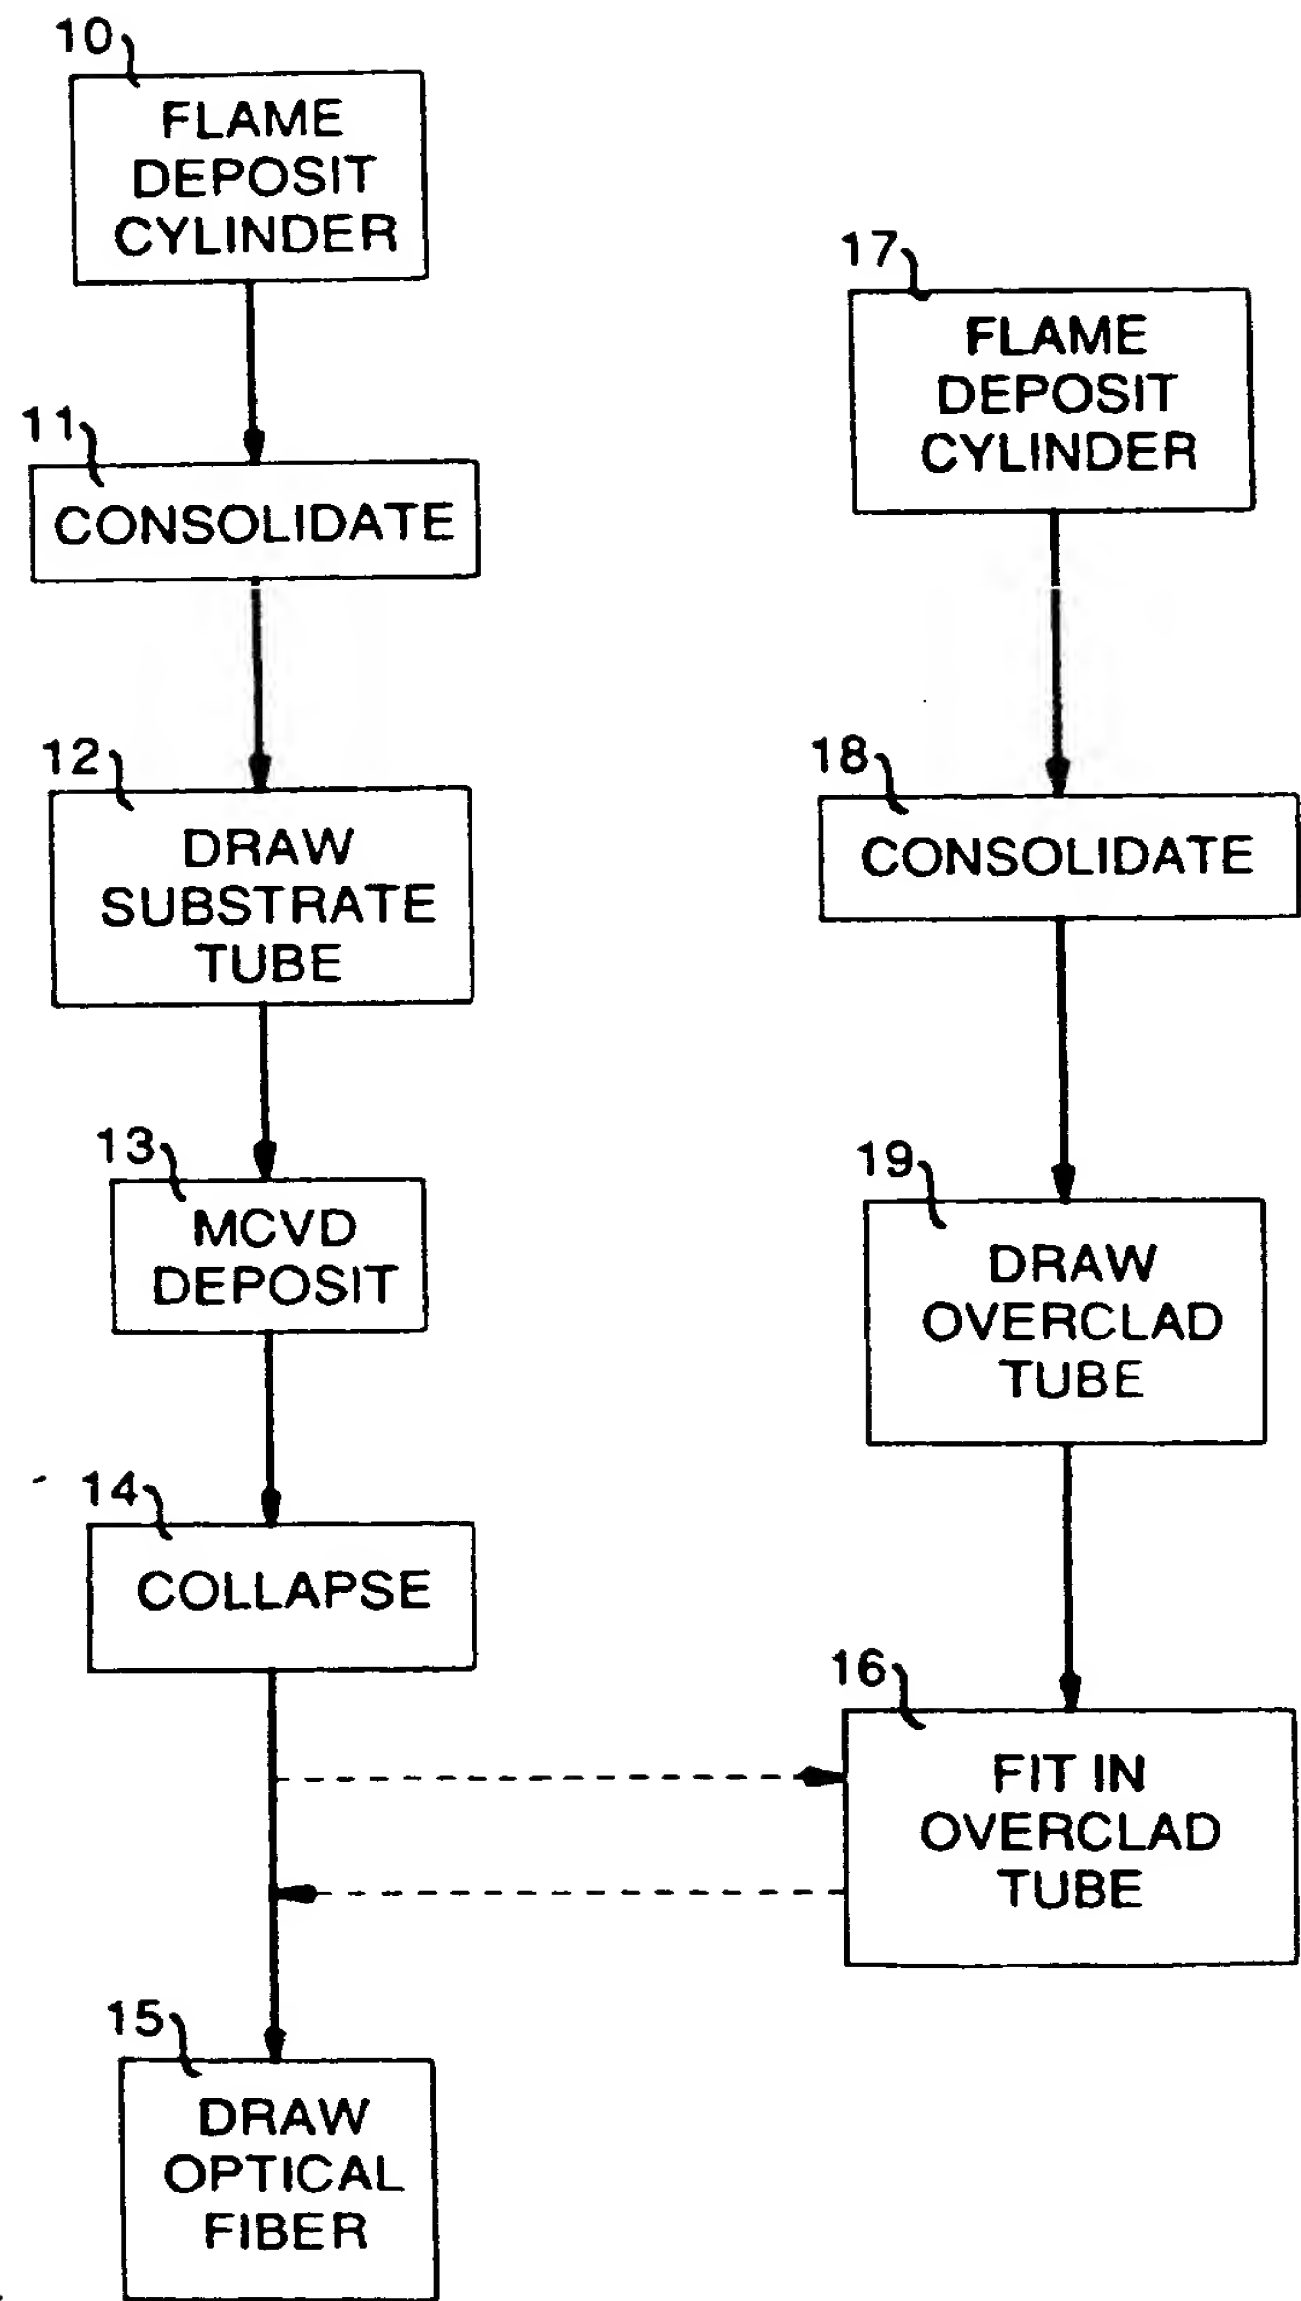 10
FLAME
DEPOSIT
CYLINDER
11
CONSOLIDATE
12
DRAW
SUBSTRATE
TUBE
13
MCVD
DEPOSIT
14
COLLAPSE
15
DRAW
OPTICAL
FIBER
17
FLAME
DEPOSIT
CYLINDER
18
CONSOLIDATE
19
DRAW
OVERCLAD
TUBE
16
FIT IN
OVERCLAD
TUBE